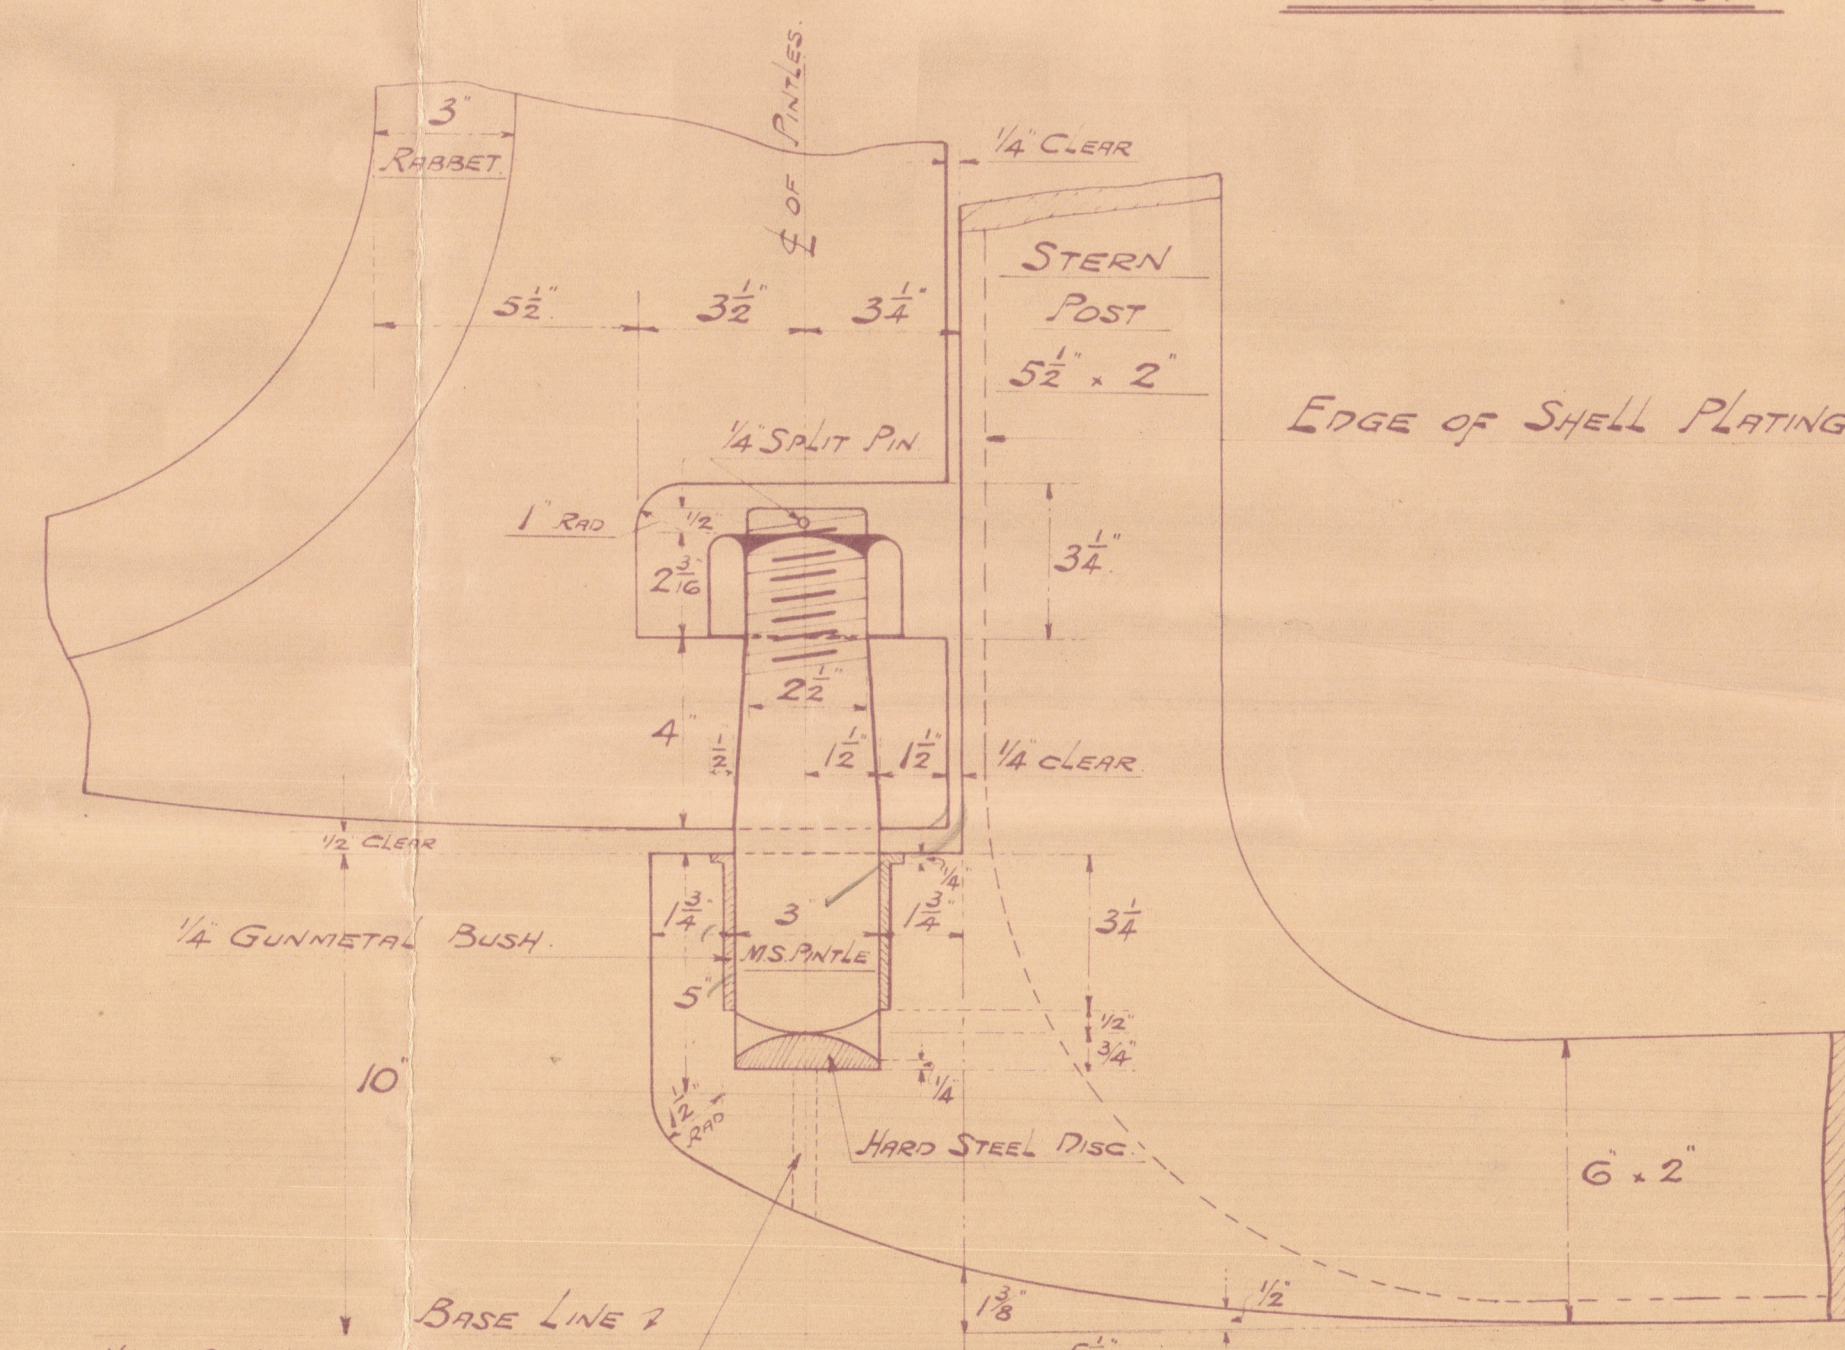 3"
RABBET.
℄ OF PINTLES.
1/4" CLEAR
STERN
POST
5 1/2" x 2"
5 1/2"
3 1/2"
3 1/4"
EDGE OF SHELL PLATING
1/4" SPLIT PIN
1" RAD
1/2"
2 3/16"
3 1/4"
2 1/2"
4"
1/2"
1 1/2"
1 1/2"
1/4" CLEAR.
1/2" CLEAR
1/4"
1 3/4"
3"
1 3/4"
3 1/4
1/4" GUNMETAL BUSH.
M.S. PINTLE
5"
1/2"
3/4"
10"
1/4
1 1/2"
RAD
HARD STEEL DISC.
6" x 2"
1 3/8"
1/2"
BASE LINE